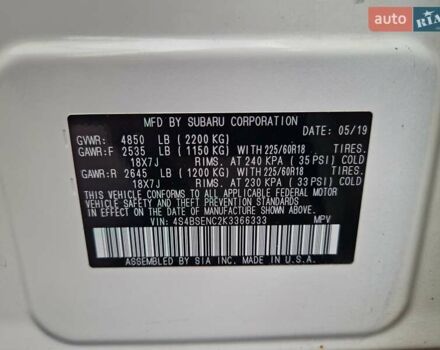 auto.RIA
MFD BY SUBARU CORPORATION
DATE: 05/19
GVWR: 4850 LB (2200 KG)
GAWR:F 2535 LB (1150 KG) WITH 225/60R18 TIRES.
18X7J RIMS. AT 240 KPA (35 PSI) COLD
GAWR:R 2645 LB (1200 KG) WITH 225/60R18 TIRES.
18X7J RIMS. AT 230 KPA (33 PSI) COLD
THIS VEHICLE CONFORMS TO ALL APPLICABLE FEDERAL MOTOR
VEHICLE SAFETY AND THEFT PREVENTION STANDARDS IN EFFECT
ON THE DATE OF MANUFACTURE SHOWN ABOVE.
VIN: 4S4BSENC2K3366333 MPV
ASSEMBLED BY SIA INC. MADE IN U.S.A.